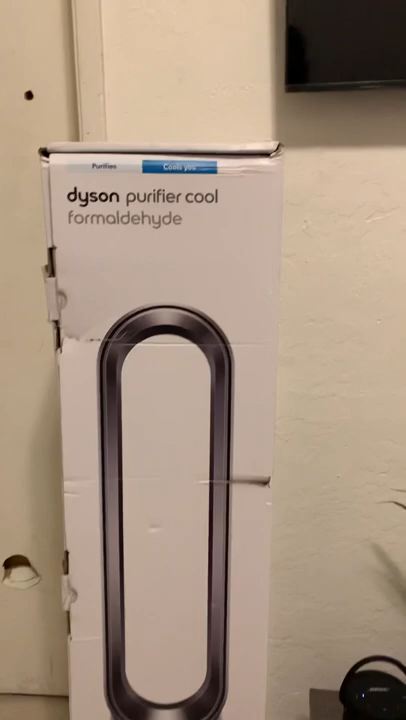 Purifies
Cools you
dyson purifier cool
formaldehyde